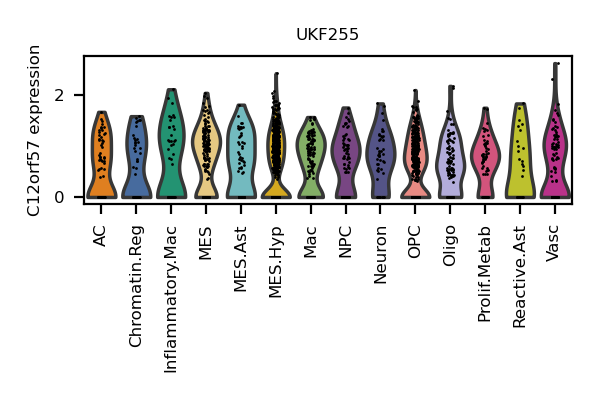 UKF255
C12orf57 expression
2
0
AC
Chromatin.Reg
Inflammatory.Mac
MES
MES.Ast
MES.Hyp
Mac
NPC
Neuron
OPC
Oligo
Prolif.Metab
Reactive.Ast
Vasc